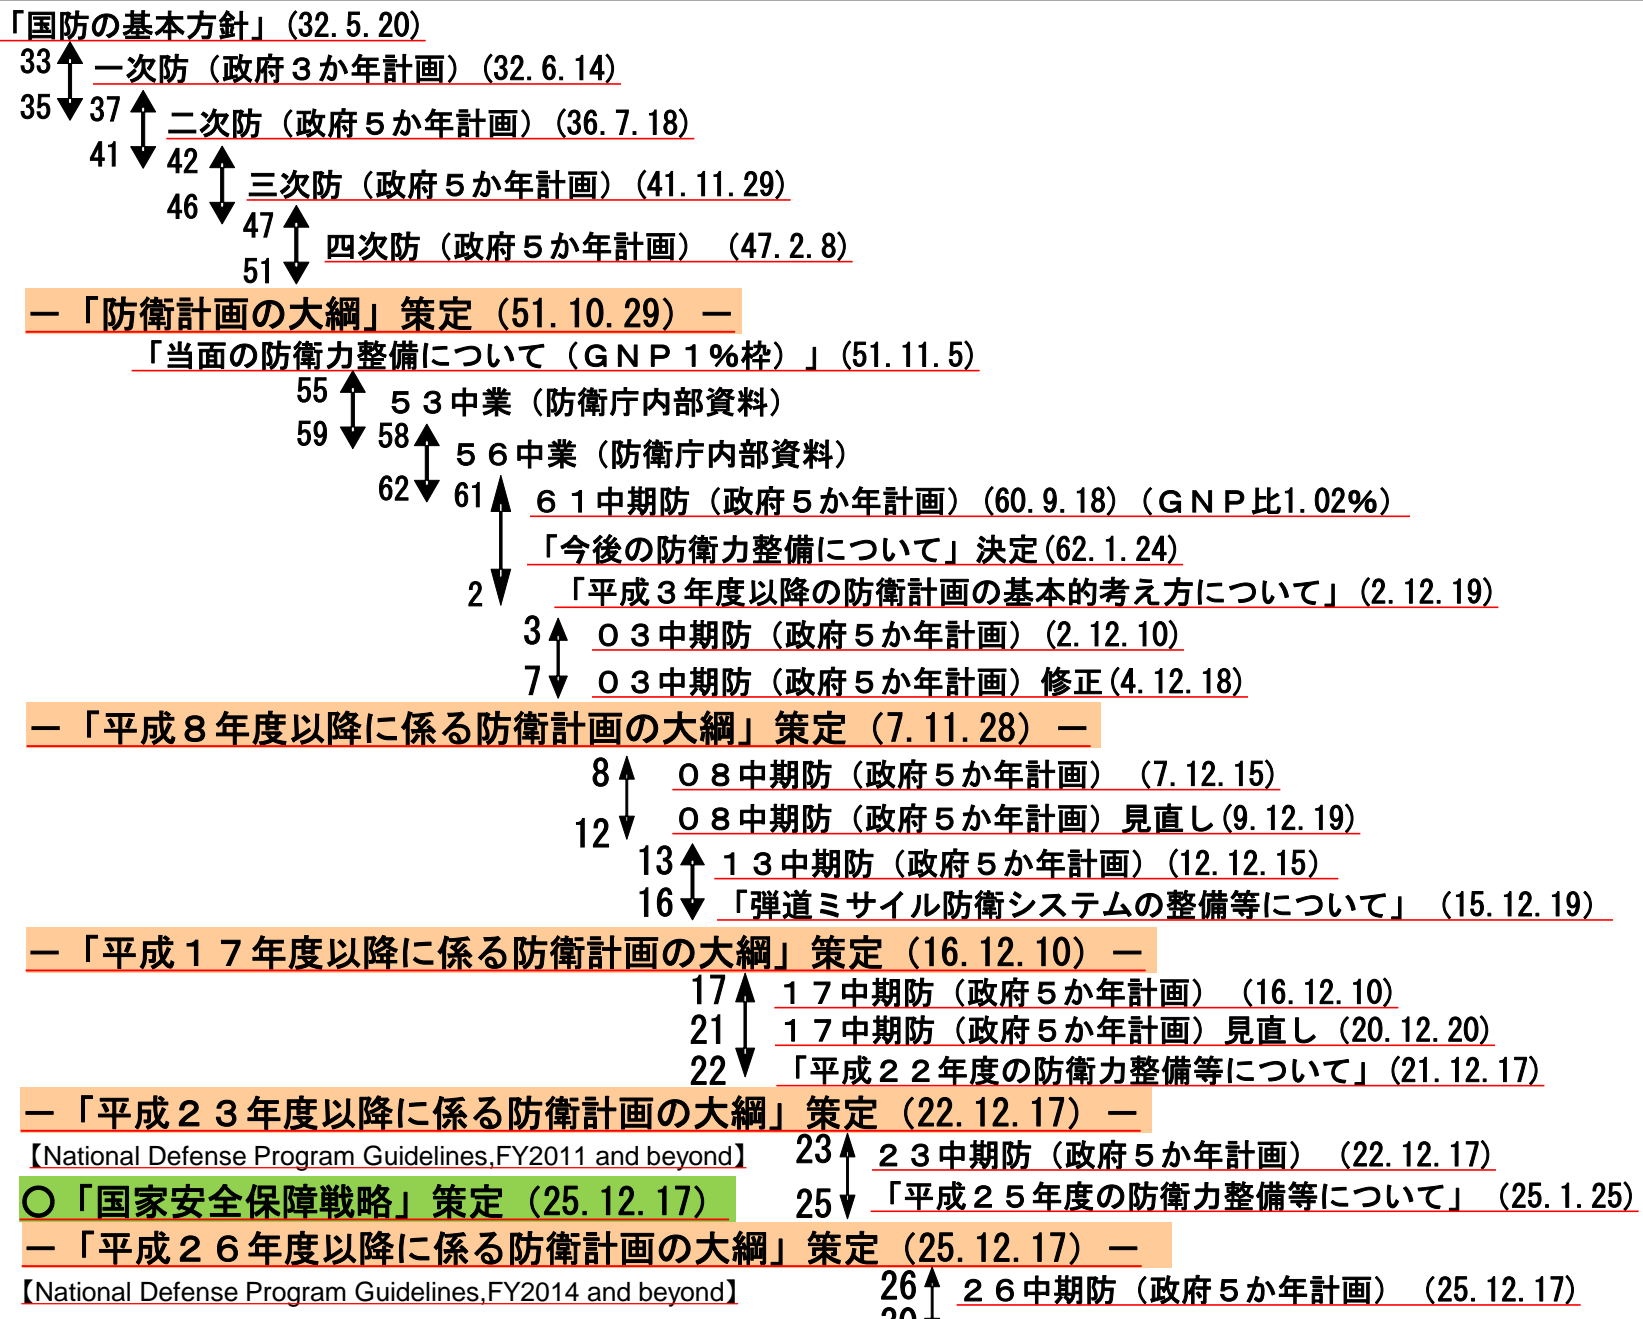 「国防の基本方針」(32.5.20)
33 一次防（政府３か年計画）(32.6.14)
35 37
二次防（政府５か年計画）(36.7.18)
41 42
三次防（政府５か年計画）(41.11.29)
46 47
四次防（政府５か年計画）（47.2.8)
51
－「防衛計画の大綱」策定（51.10.29）－
「当面の防衛力整備について（ＧＮＰ１%枠）」(51.11.5)
55 ５３中業（防衛庁内部資料）
59 58
５６中業（防衛庁内部資料）
62 61 ６１中期防（政府５か年計画）(60.9.18)（ＧＮＰ比1.02%）
「今後の防衛力整備について」決定(62.1.24)
2 「平成３年度以降の防衛計画の基本的考え方について」(2.12.19)
3 ０３中期防（政府５か年計画）(2.12.10)
7 ０３中期防（政府５か年計画）修正(4.12.18)
－「平成８年度以降に係る防衛計画の大綱」策定（7.11.28）－
8 ０８中期防（政府５か年計画）（7.12.15)
12 ０８中期防（政府５か年計画）見直し(9.12.19)
13 １３中期防（政府５か年計画）(12.12.15)
16 「弾道ミサイル防衛システムの整備等について」（15.12.19）
－「平成１７年度以降に係る防衛計画の大綱」策定（16.12.10）－
17 １７中期防（政府５か年計画）（16.12.10)
21 １７中期防（政府５か年計画）見直し（20.12.20)
22 「平成２２年度の防衛力整備等について」(21.12.17)
－「平成２３年度以降に係る防衛計画の大綱」策定（22.12.17）－
【National Defense Program Guidelines,FY2011 and beyond】
23 ２３中期防（政府５か年計画）（22.12.17)
25 「平成２５年度の防衛力整備等について」（25.1.25)
○「国家安全保障戦略」策定（25.12.17）
－「平成２６年度以降に係る防衛計画の大綱」策定（25.12.17）－
【National Defense Program Guidelines,FY2014 and beyond】
26 ２６中期防（政府５か年計画）（25.12.17)